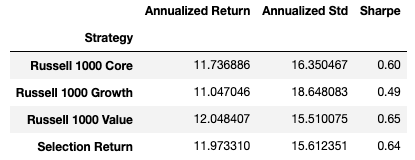 Annualized Return Annualized Std Sharpe
Strategy
Russell 1000 Core 11.736886 16.350467 0.60
Russell 1000 Growth 11.047046 18.648083 0.49
Russell 1000 Value 12.048407 15.510075 0.65
Selection Return 11.973310 15.612351 0.64